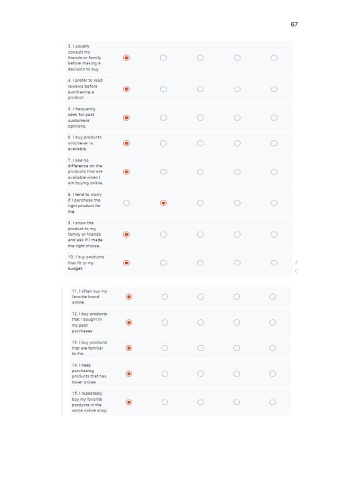 67
3. I usually
consult my
friends or family
before making a
decision to buy.
4. I prefer to read
reviews before
purchasing a
product.
5. I frequently
seek for past
customers'
opinions.
6. I buy products
whichever is
available.
7. I see no
difference on the
products that are
available when I
am buying online.
8. I tend to worry
if I purchase the
right product for
me.
9. I show the
product to my
family or friends
and ask if I made
the right choice.
10. I buy products
that fit to my
budget.
11. I often buy my
favorite brand
online.
12. I buy products
that I bought in
my past
purchases.
13. I buy products
that are familiar
to me.
14. I keep
purchasing
products that has
lower prices.
15. I repeatedly
buy my favorite
products in the
same online shop.